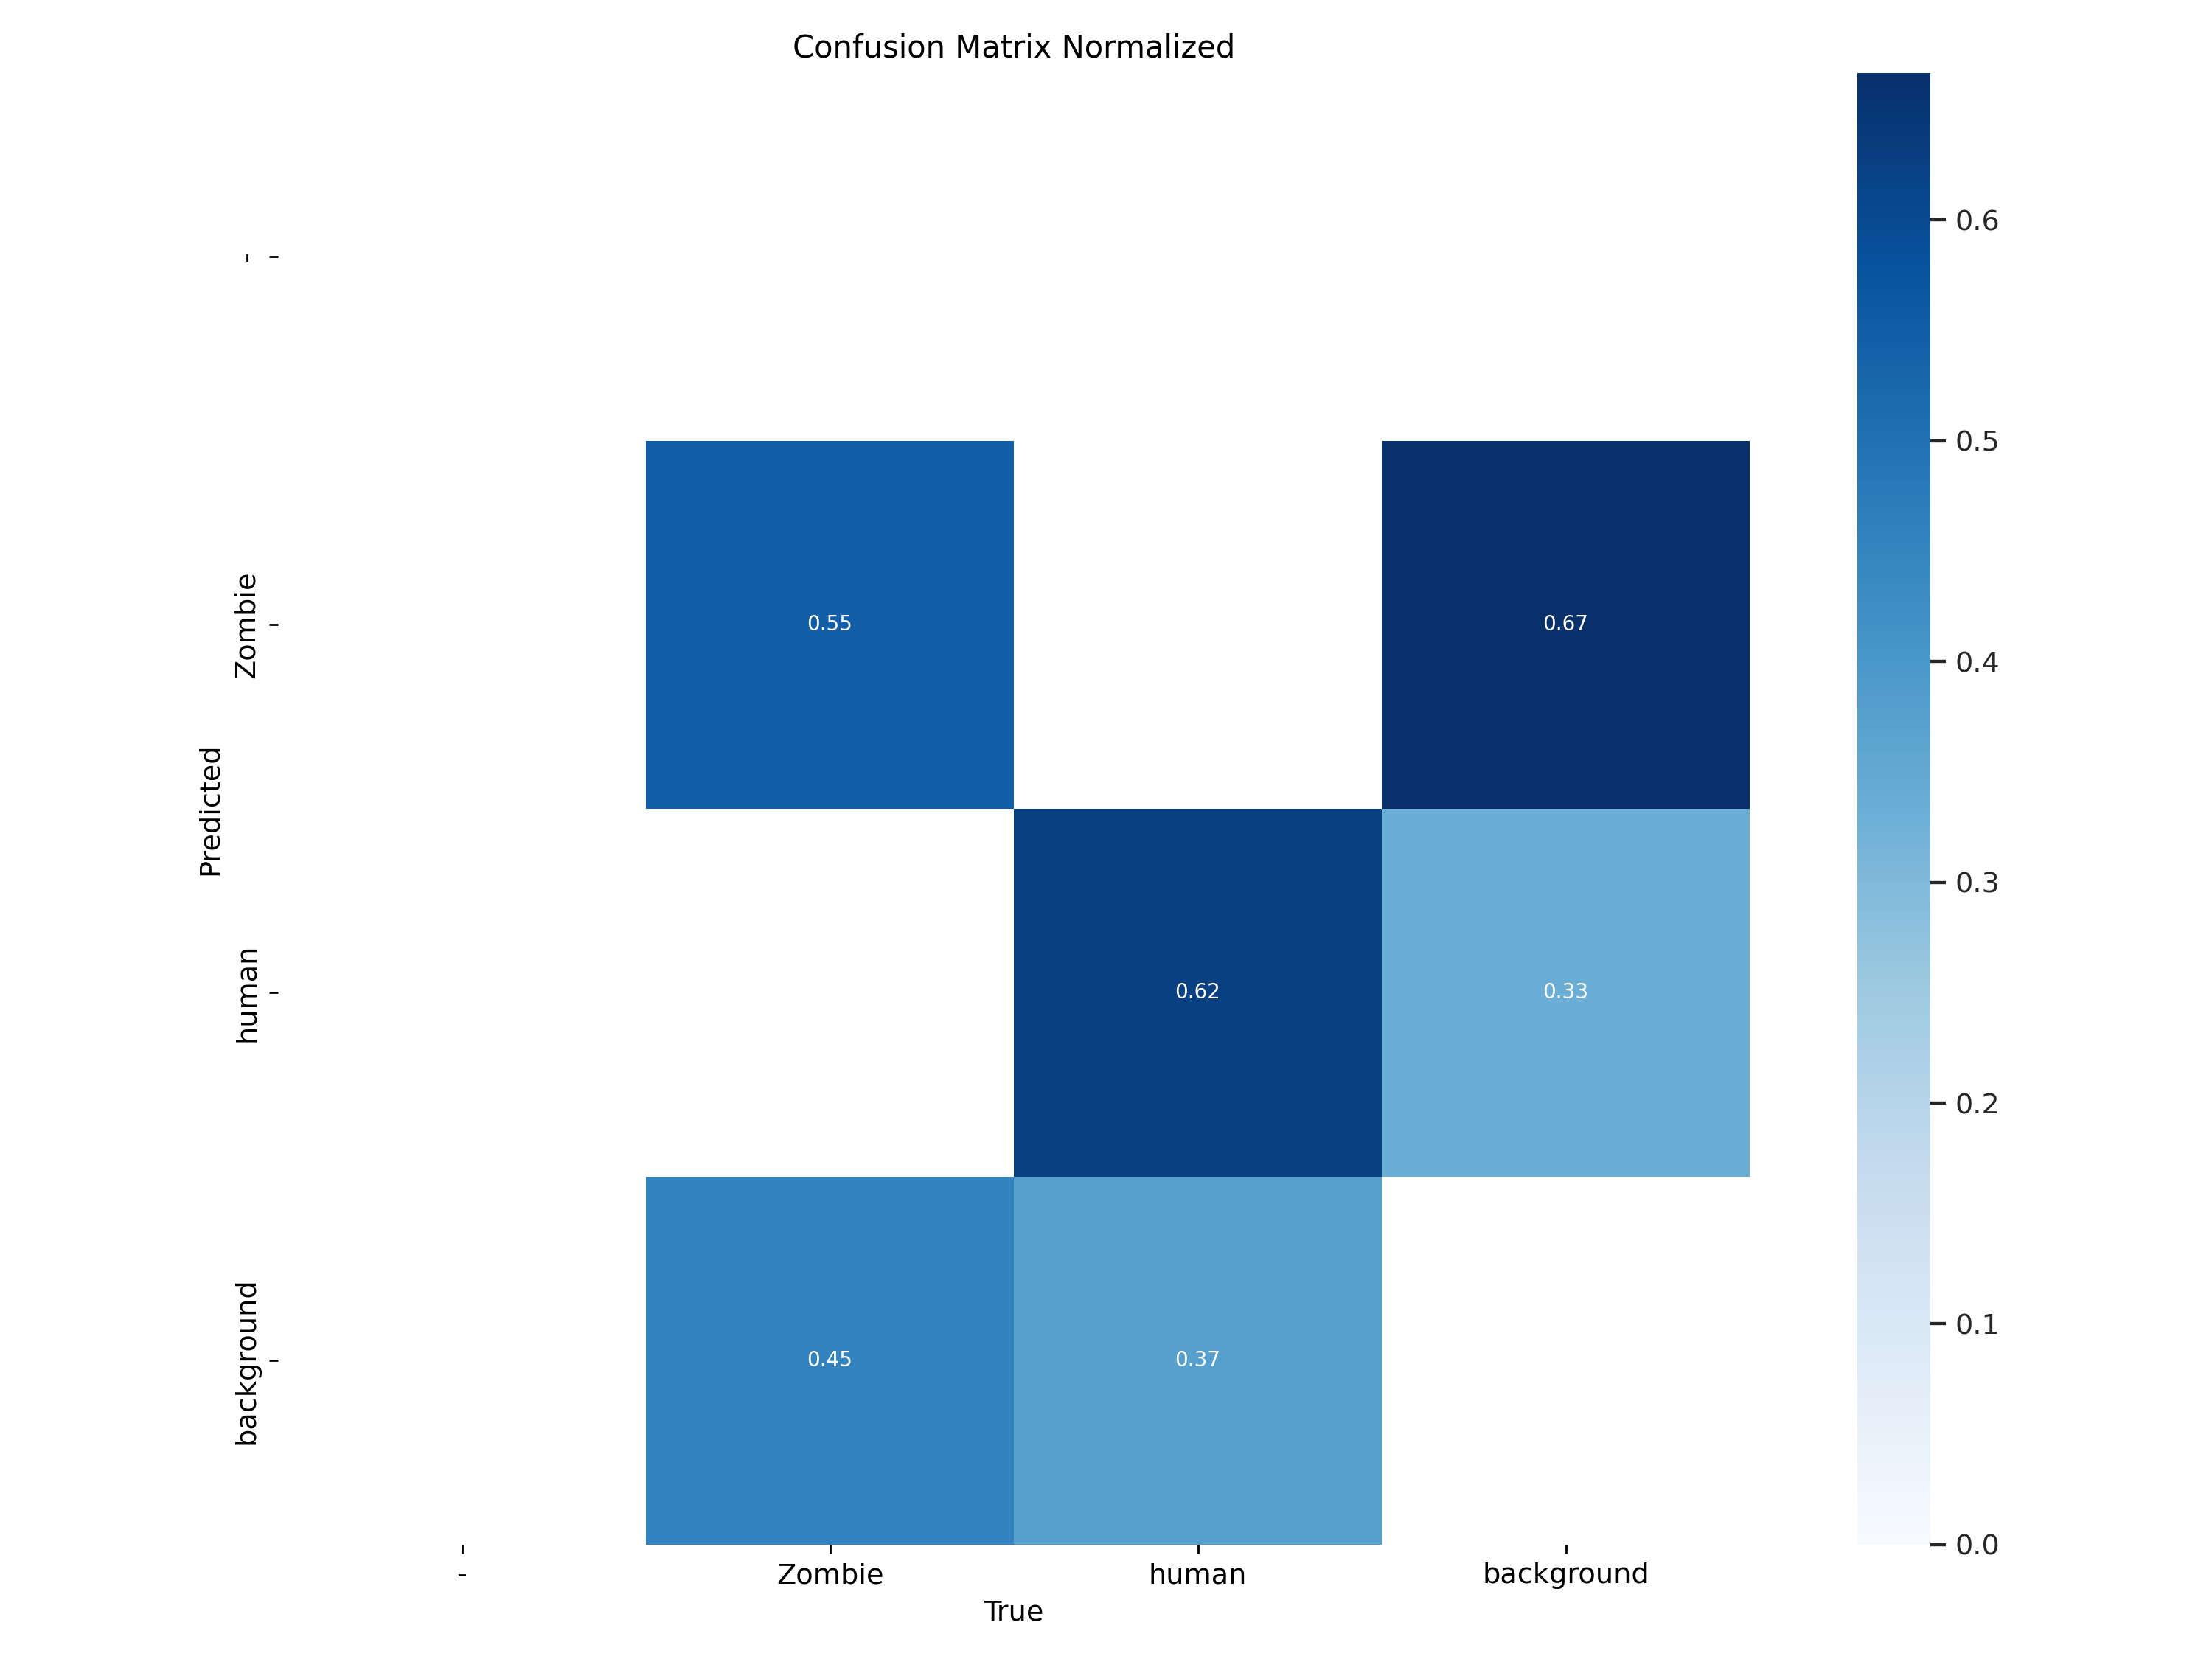 Confusion Matrix Normalized
-
Zombie
human
background
Predicted
0.55
0.67
0.62
0.33
0.45
0.37
-
Zombie
human
background
True
0.6
0.5
0.4
0.3
0.2
0.1
0.0